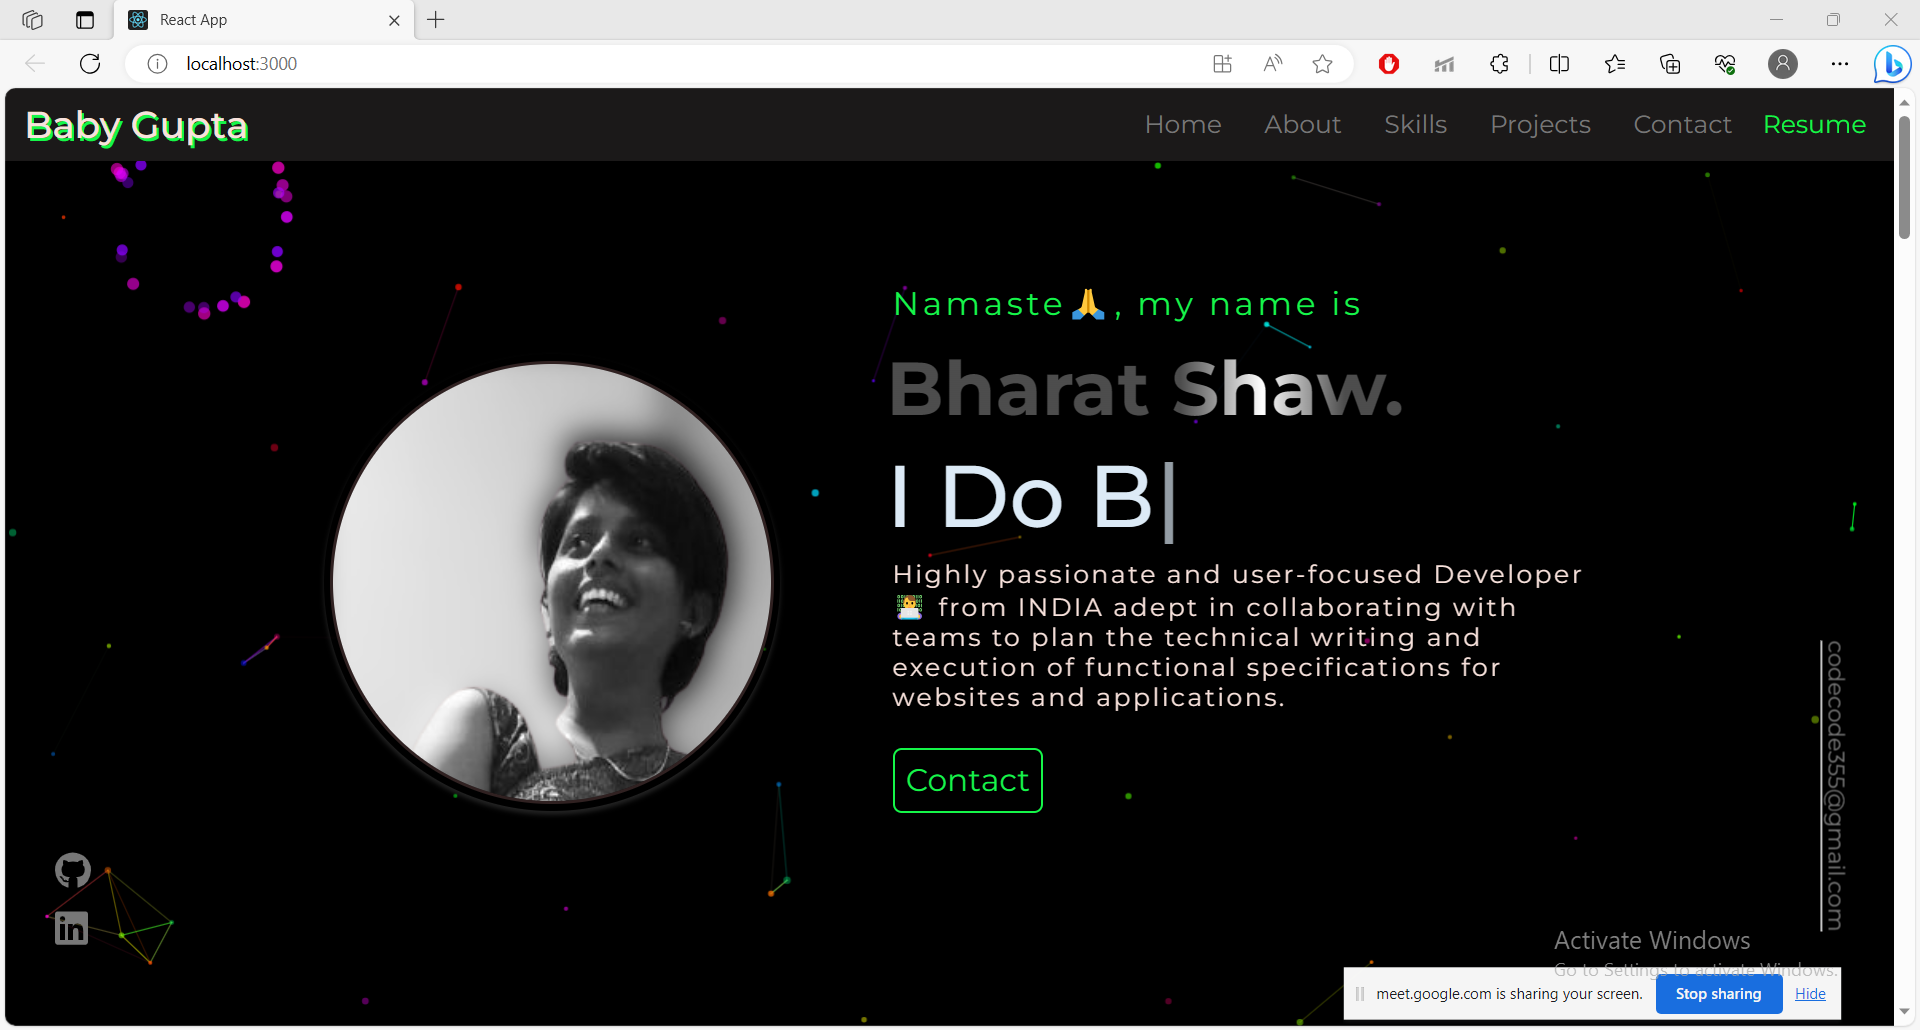 React App
localhost:3000
Baby Gupta
Home About Skills Projects Contact Resume
Namaste🙏, my name is
Bharat Shaw.
I Do B|
Highly passionate and user-focused Developer
👨‍💻 from INDIA adept in collaborating with
teams to plan the technical writing and
execution of functional specifications for
websites and applications.
Contact
codecode355@gmail.com
in
Activate Windows
Go to Settings to activate Windows.
meet.google.com is sharing your screen. Stop sharing Hide